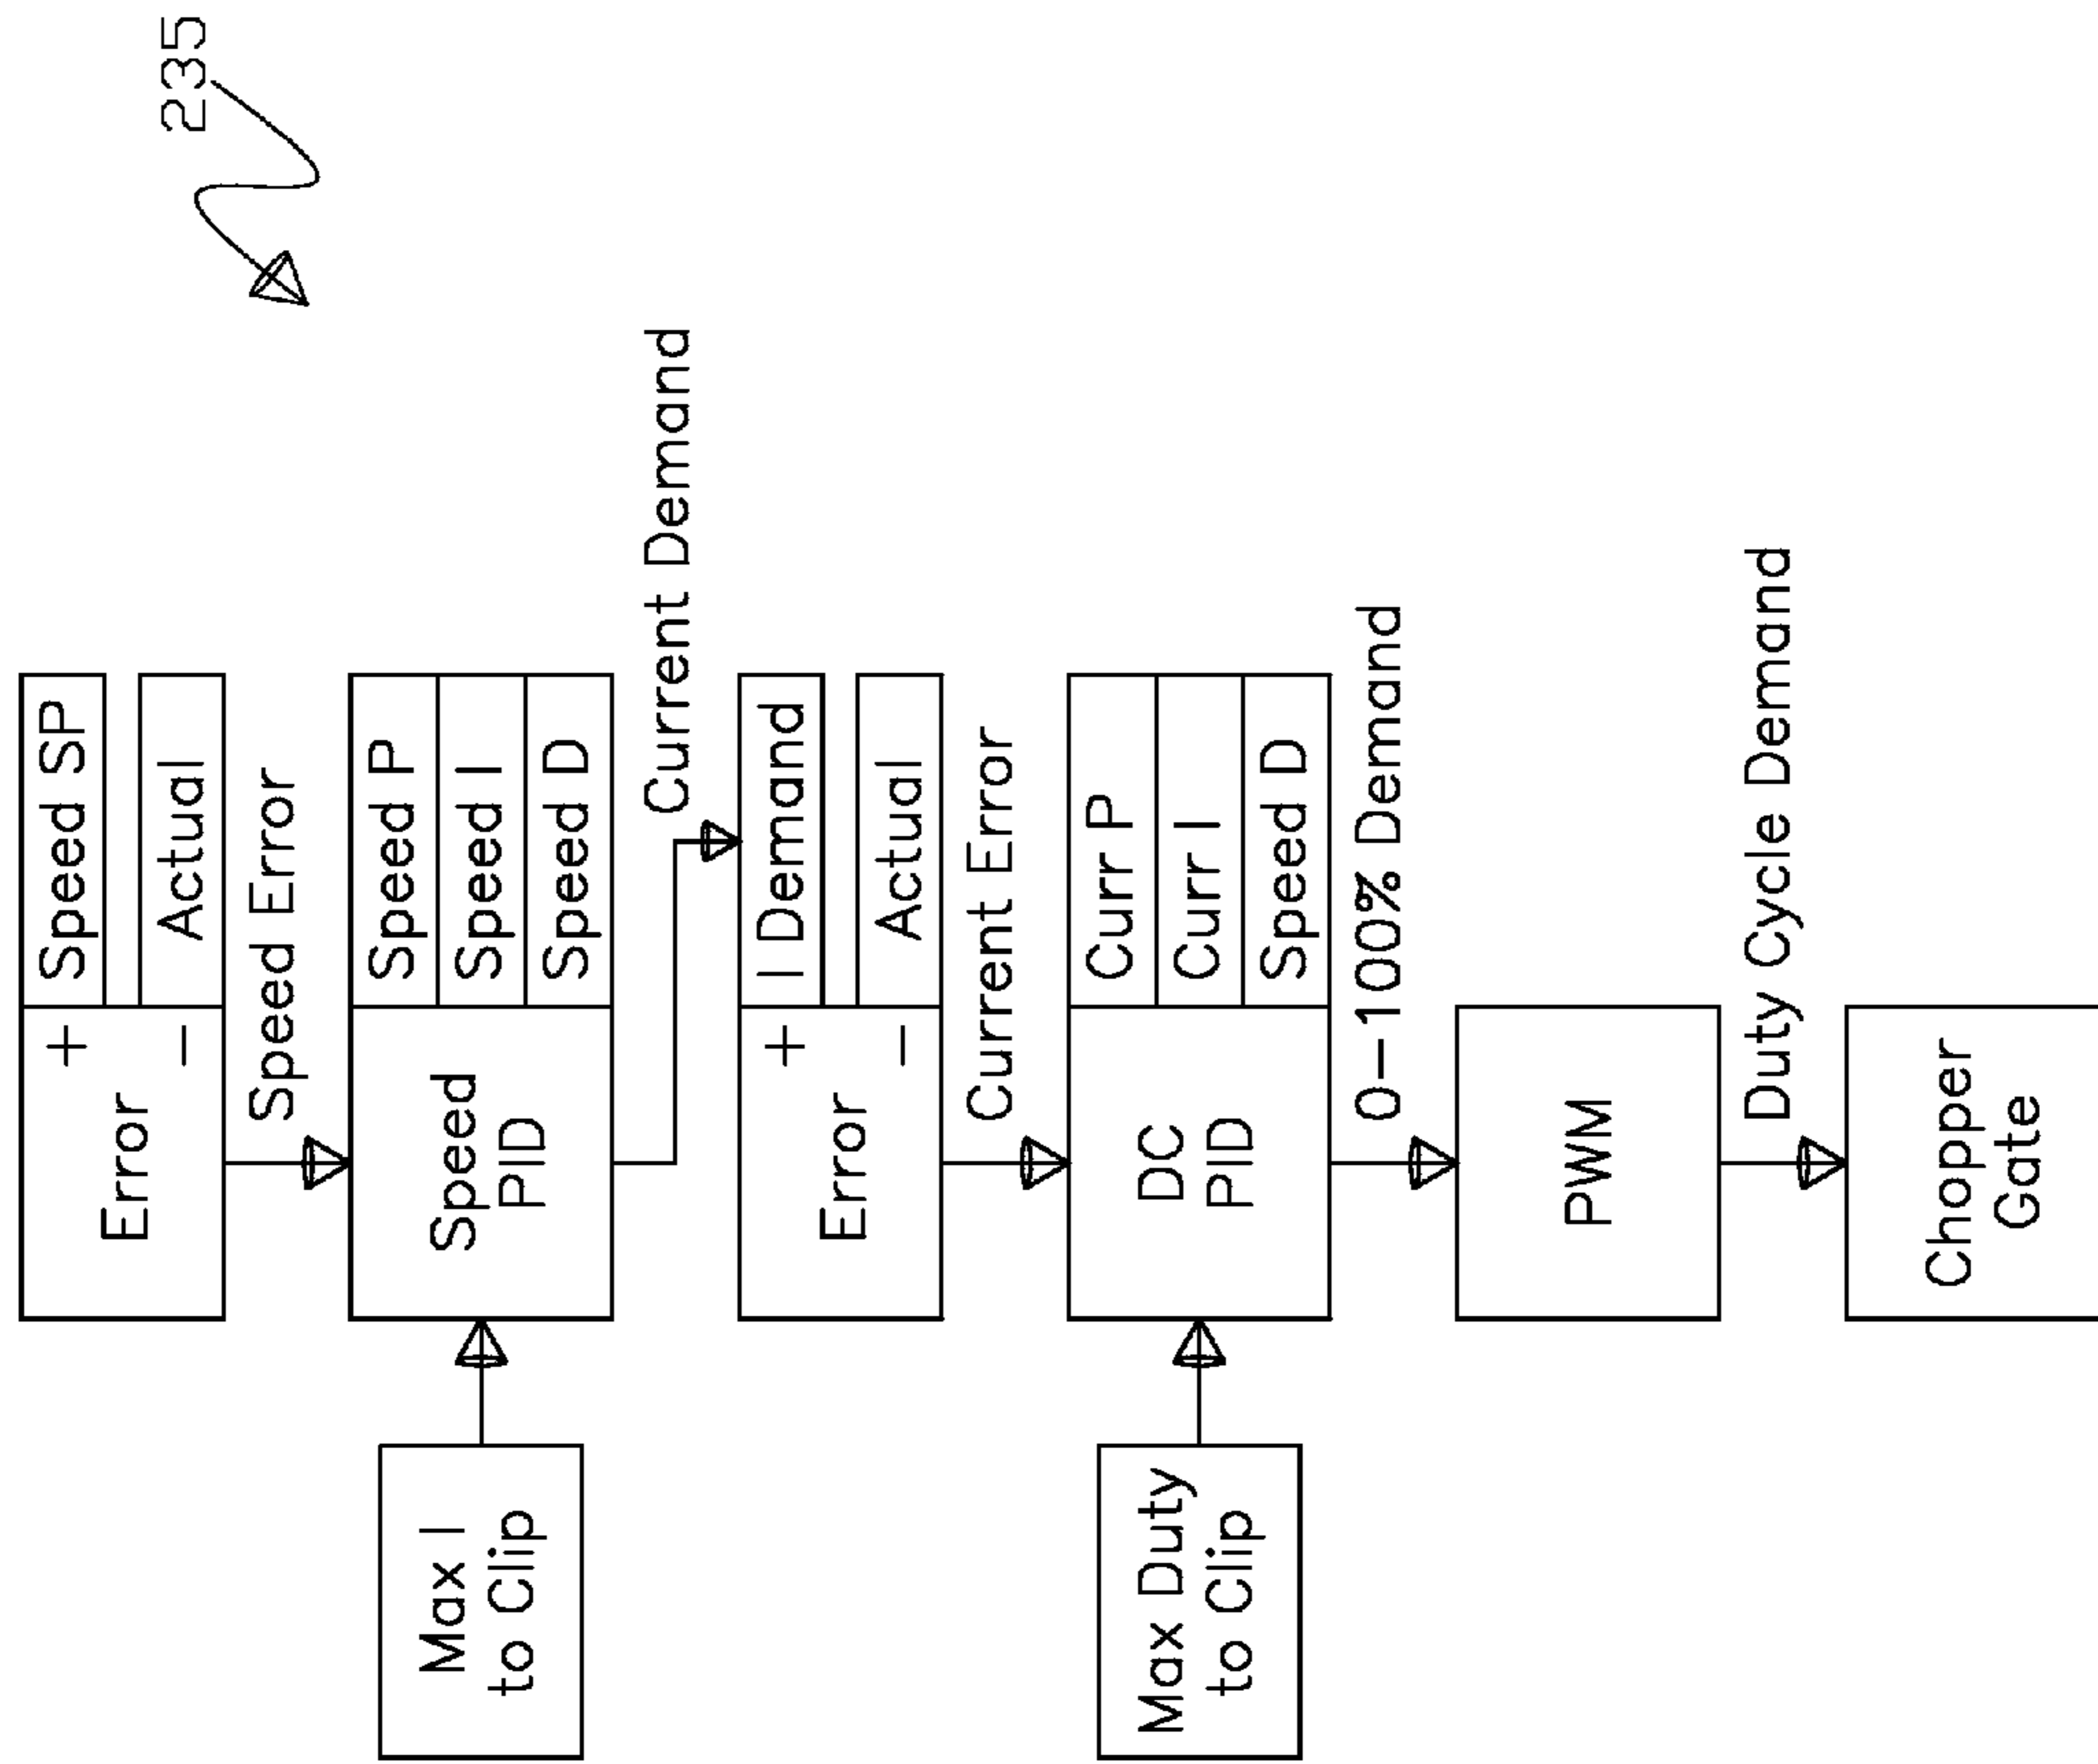 235
Speed SP
+
Error
-
Actual
Speed Error
Max I
to Clip
Speed
PID
Speed P
Speed I
Speed D
Current Demand
I Demand
+
Error
-
Actual
Current Error
Max Duty
to Clip
DC
PID
Curr P
Curr I
Speed D
0-100% Demand
PWM
Duty Cycle Demand
Chopper
Gate